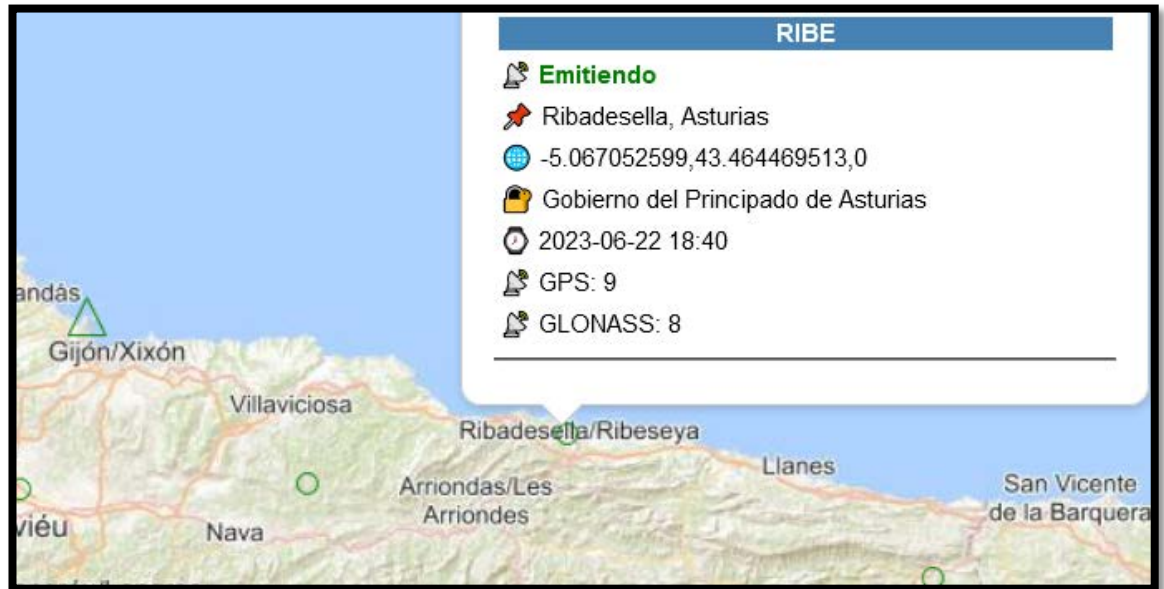 RIBE
Emitiendo
Ribadesella, Asturias
-5.067052599,43.464469513,0
Gobierno del Principado de Asturias
2023-06-22 18:40
GPS: 9
GLONASS: 8
andás
Gijón/Xixón
Villaviciosa
Ribadesella/Ribeseya
Llanes
Arriondas/Les
Arriondes
San Vicente
de la Barquera
viéu
Nava